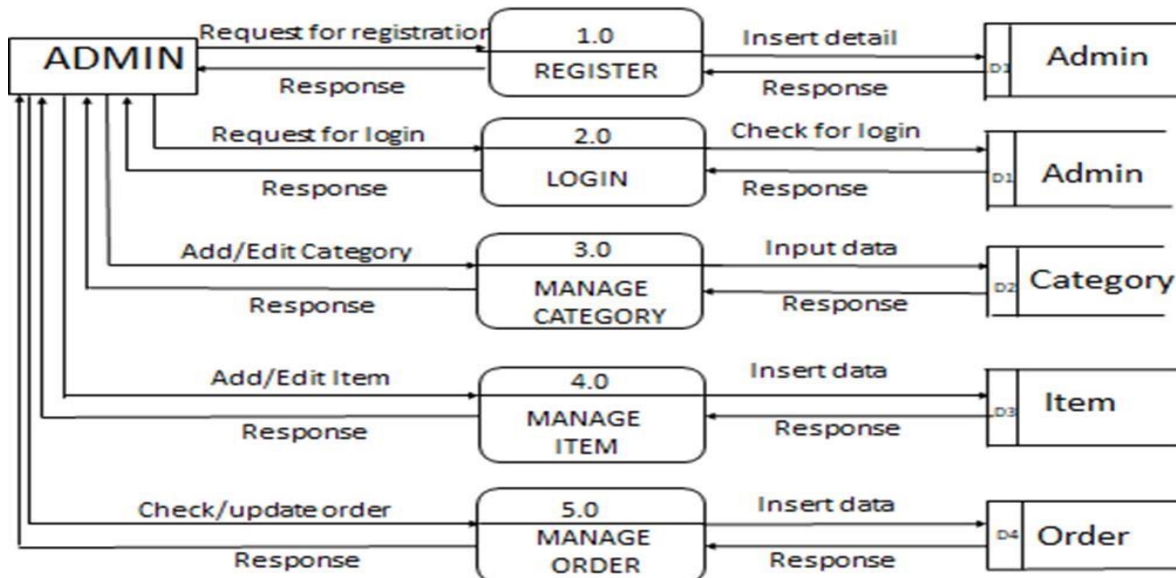 Request for registration
1.0
Insert detail
ADMIN
REGISTER
D1
Admin
Response
Response
Request for login
2.0
Check for login
Response
LOGIN
Response
D1
Admin
Add/Edit Category
3.0
Input data
Response
MANAGE
CATEGORY
Response
D2
Category
Add/Edit Item
4.0
Insert data
Response
MANAGE
ITEM
Response
D3
Item
Check/update order
5.0
Insert data
Response
MANAGE
ORDER
Response
D4
Order